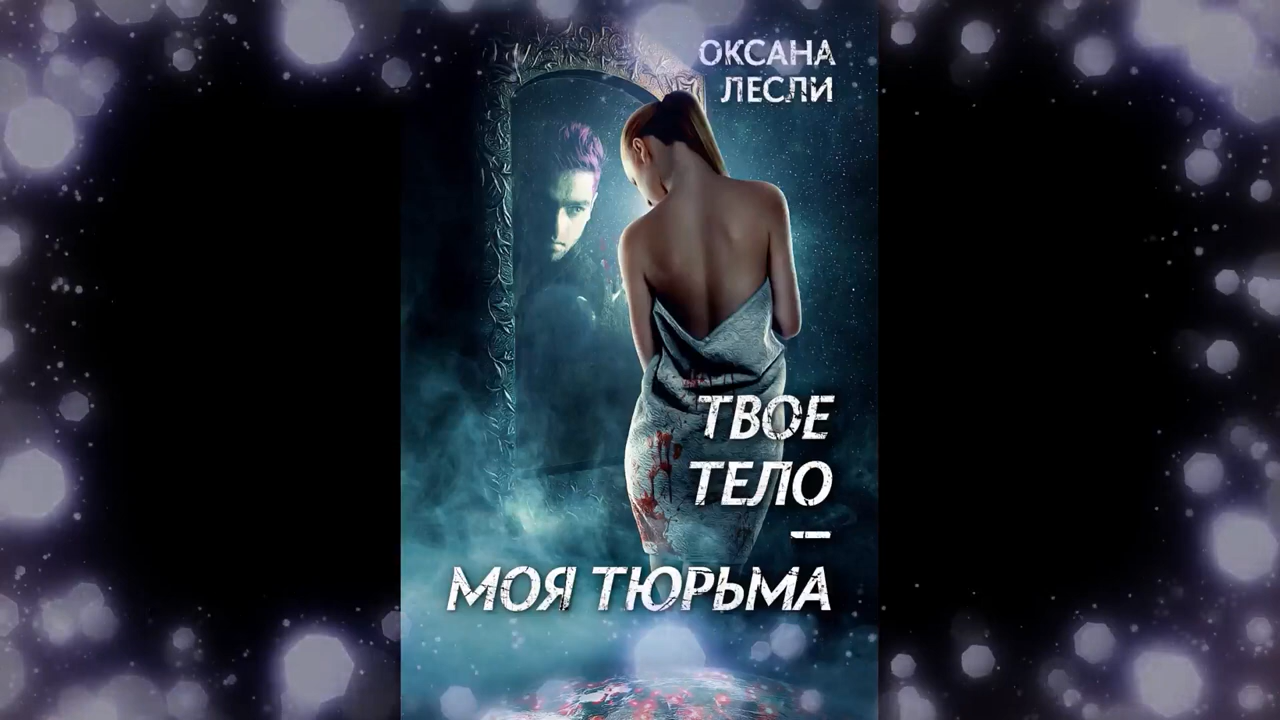 ОКСАНА
ЛЕСЛИ
ТВОЕ
ТЕЛО
—
МОЯ ТЮРЬМА